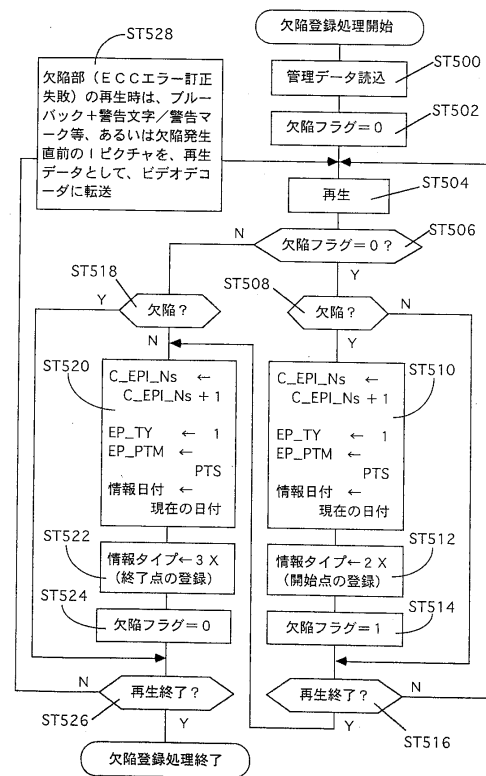 欠陥登録処理開始
ST528
欠陥部（ECCエラー訂正
失敗）の再生時は、ブルー
バック＋警告文字／警告
マーク等、あるいは欠陥発生
直前のIピクチャを、再生
データとして、ビデオデコ
ーダに転送
ST500
管理データ読込
ST502
欠陥フラグ＝0
ST504
再生
ST506
欠陥フラグ＝0？
N
Y
ST518
欠陥？
Y
N
ST508
欠陥？
N
Y
ST520
C_EPI_Ns ←
C_EPI_Ns + 1
EP_TY ← 1
EP_PTM ←
PTS
情報日付 ←
現在の日付
ST510
C_EPI_Ns ←
C_EPI_Ns + 1
EP_TY ← 1
EP_PTM ←
PTS
情報日付 ←
現在の日付
ST522
情報タイプ←3X
（終了点の登録）
ST512
情報タイプ←2X
（開始点の登録）
ST524
欠陥フラグ＝0
ST514
欠陥フラグ＝1
N
再生終了？
ST526
Y
再生終了？
N
Y
ST516
欠陥登録処理終了